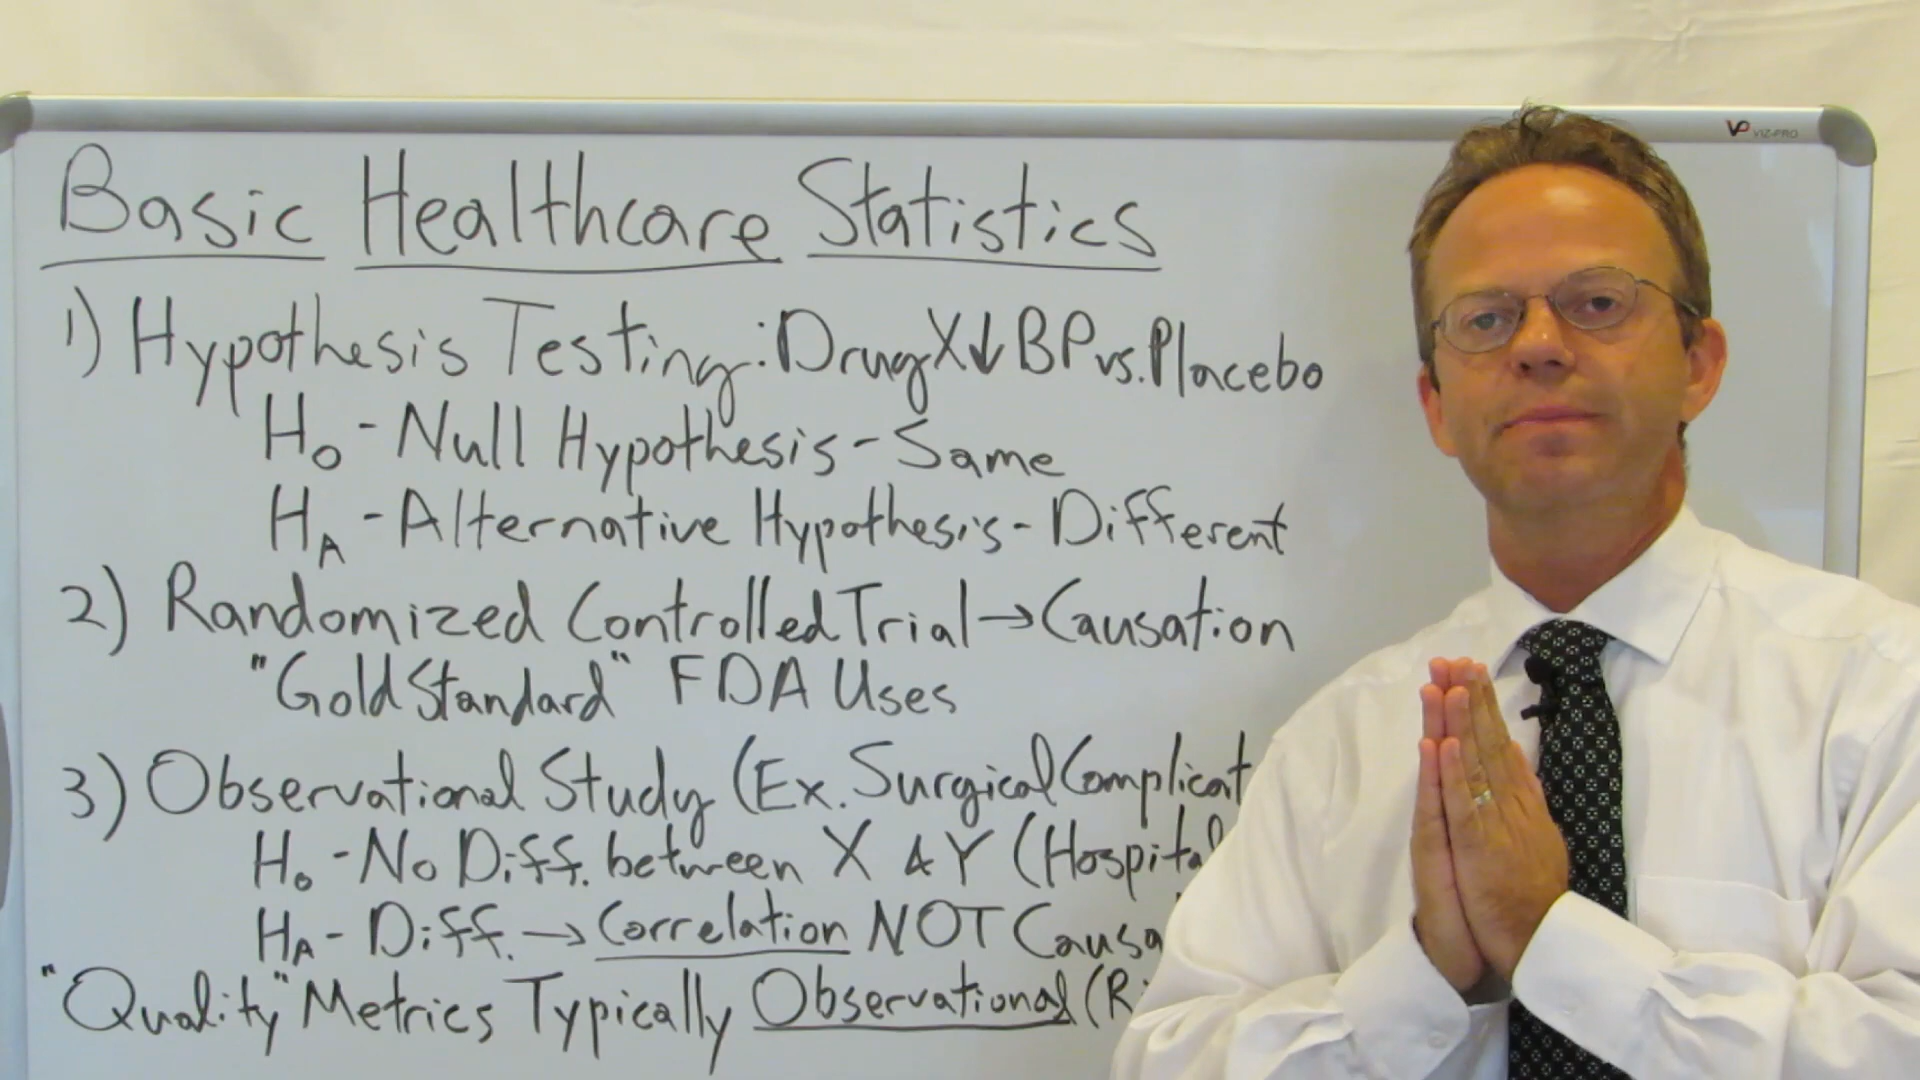 VP VIZ-PRO
Basic Healthcare Statistics
1) Hypothesis Testing: Drug X↓ BP vs. Placebo
H0 - Null Hypothesis - Same
HA - Alternative Hypothesis - Different
2) Randomized Controlled Trial → Causation
"Gold Standard" FDA Uses
3) Observational Study (Ex. Surgical Complicat
H0 - No Diff. between X & Y (Hospital
HA - Diff. → Correlation NOT Causa
"Quality" Metrics Typically Observational (Ri